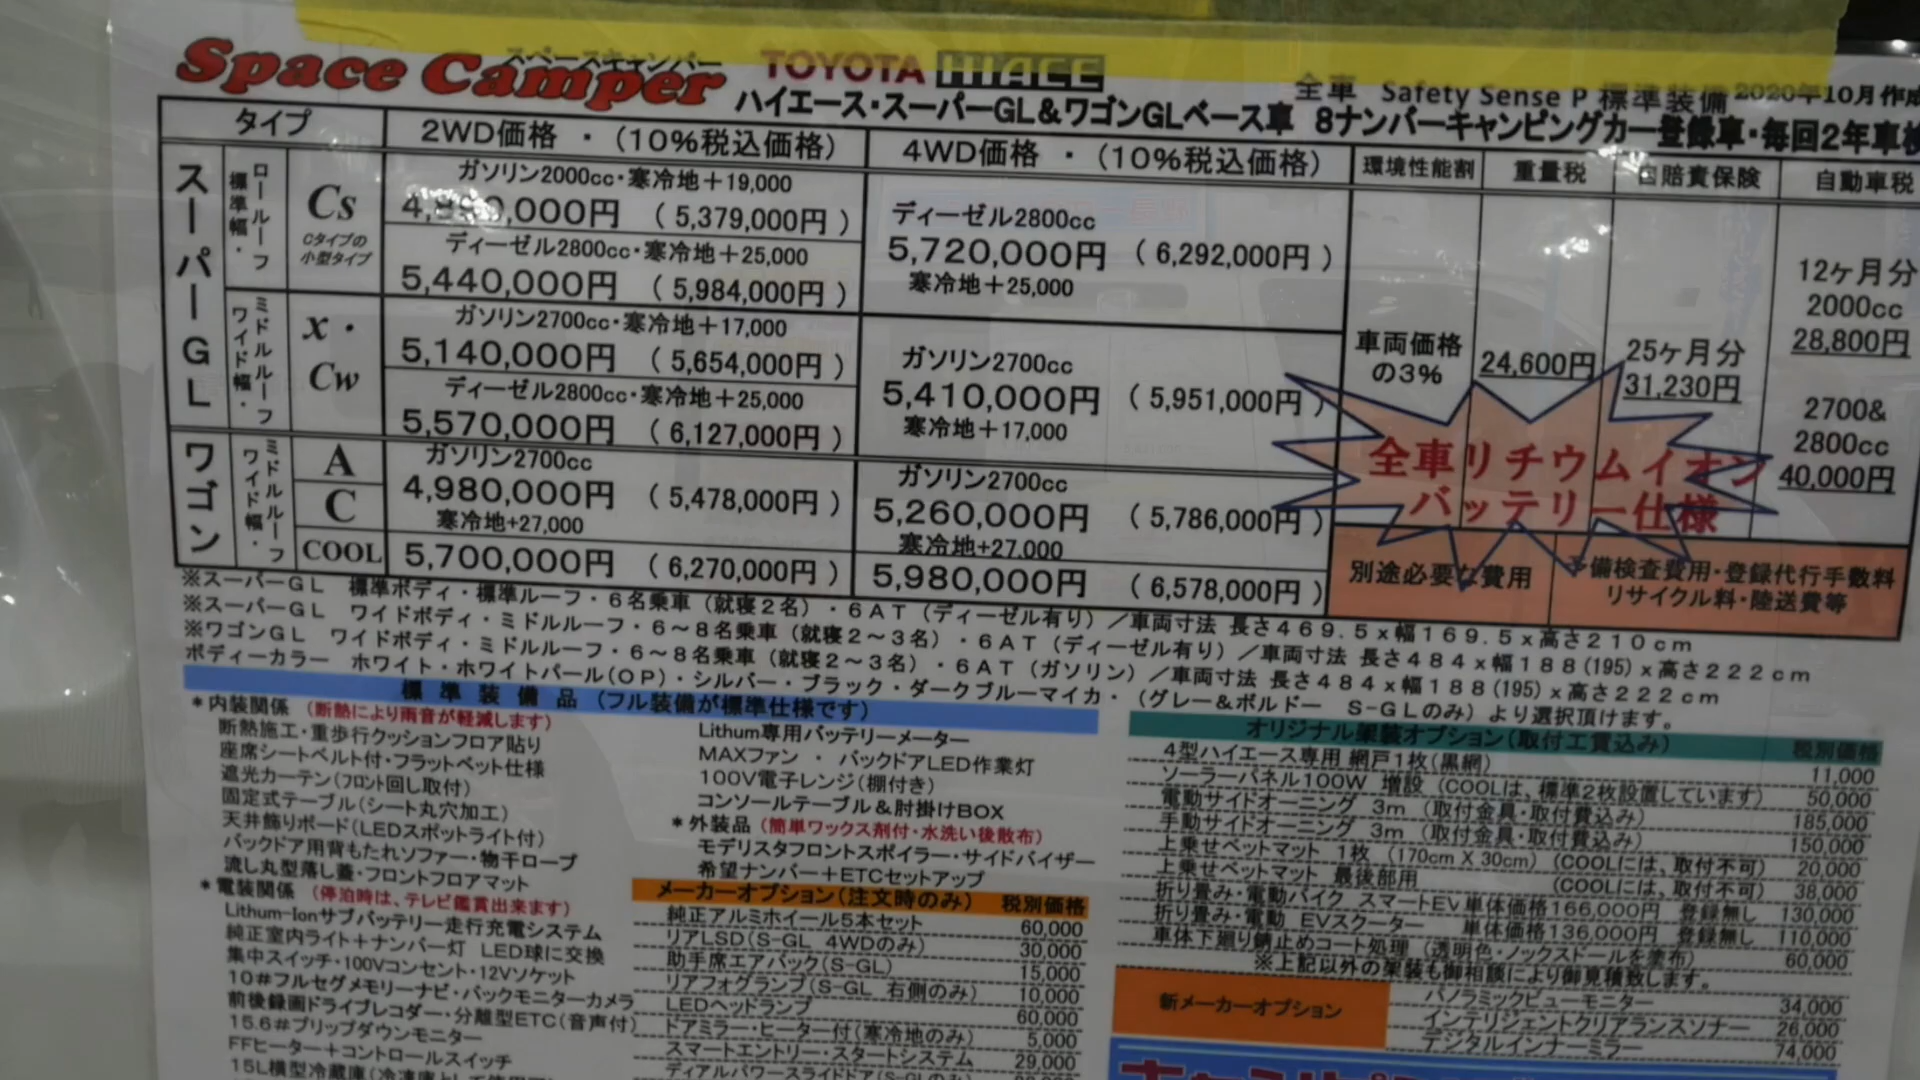 スペースキャンパー
Space Camper TOYOTA HIACE
全車 Safety Sense P 標準装備 2020年10月作成
ハイエース・スーパーGL&ワゴンGLベース車 8ナンバーキャンピングカー登録車・毎回2年車検
タイプ 2WD価格 ・(10%税込価格) 4WD価格 ・(10%税込価格) 環境性能割 重量税 自賠責保険 自動車税
スーパーGL
標準幅・ロールーフ
Cs
Cタイプの
小型タイプ
ガソリン2000cc・寒冷地+19,000
000円 (5,379,000円)
ディーゼル2800cc・寒冷地+25,000
5,440,000円 (5,984,000円)
ディーゼル2800cc
5,720,000円 (6,292,000円)
寒冷地+25,000
ワイド幅・ミドルルーフ
x・
Cw
ガソリン2700cc・寒冷地+17,000
5,140,000円 (5,654,000円)
ディーゼル2800cc・寒冷地+25,000
5,570,000円 (6,127,000円)
ガソリン2700cc
5,410,000円 (5,951,000円)
寒冷地+17,000
ワゴン
ワイド幅・ミドルルーフ
A
C
ガソリン2700cc
4,980,000円 (5,478,000円)
寒冷地+27,000
ガソリン2700cc
5,260,000円 (5,786,000円)
寒冷地+27,000
COOL 5,700,000円 (6,270,000円) 5,980,000円 (6,578,000円)
車両価格
の3%
24,600円
25ヶ月分
31,230円
12ヶ月分
2000cc
28,800円
2700&
2800cc
40,000円
全車リチウムイオン
バッテリー仕様
別途必要な費用
予備検査費用・登録代行手数料
リサイクル料・陸送費等
※スーパーGL 標準ボディ・標準ルーフ・6名乗車(就寝2名)・6AT(ディーゼル有り)/車両寸法 長さ469.5x幅169.5x高さ210cm
※スーパーGL ワイドボディ・ミドルルーフ・6～8名乗車(就寝2～3名)・6AT(ディーゼル有り)/車両寸法 長さ484x幅188(195)x高さ222cm
※ワゴンGL ワイドボディ・ミドルルーフ・6～8名乗車(就寝2～3名)・6AT(ガソリン)/車両寸法 長さ484x幅188(195)x高さ222cm
ボディーカラー ホワイト・ホワイトパール(OP)・シルバー・ブラック・ダークブルーマイカ・(グレー&ボルドー S-GLのみ)より選択頂けます。
標準装備品(フル装備が標準仕様です)
*内装関係(断熱により雨音が軽減します)
断熱施工・重歩行クッションフロア貼り
座席シートベルト付・フラットベット仕様
遮光カーテン(フロント回し取付)
固定式テーブル(シート丸穴加工)
天井飾りボード(LEDスポットライト付)
バックドア用背もたれソファー・物干ロープ
流し丸型落し蓋・フロントフロアマット
*電装関係(停泊時は、テレビ鑑賞出来ます)
Lithum-Ionサブバッテリー走行充電システム
純正室内ライト+ナンバー灯 LED球に交換
集中スイッチ・100Vコンセント・12Vソケット
10#フルセグメモリーナビ・バックモニターカメラ
前後録画ドライブレコーダー・分離型ETC(音声付)
15.6#フリップダウンモニター
FFヒーター+コントロールスイッチ
15L横型冷蔵庫
Lithum専用バッテリーメーター
MAXファン ・ バックドアLED作業灯
100V電子レンジ(棚付き)
コンソールテーブル&肘掛けBOX
*外装品(簡単ワックス剤付・水洗い後散布)
モデリスタフロントスポイラー・サイドバイザー
希望ナンバー+ETCセットアップ
メーカーオプション(注文時のみ) 税別価格
純正アルミホイール5本セット 60,000
リアLSD(S-GL 4WDのみ) 30,000
助手席エアバック(S-GL) 15,000
リアフォグランプ(S-GL 右側のみ) 10,000
LEDヘッドランプ 60,000
ドアミラー・ヒーター付(寒冷地のみ) 5,000
スマートエントリー・スタートシステム 29,000
オリジナル架装オプション(取付工賃込み) 税別価格
4型ハイエース専用 網戸1枚(黒網) 11,000
ソーラーパネル100W 増設 (COOLは、標準2枚設置しています) 50,000
電動サイドオーニング 3m (取付金具・取付費込み) 185,000
手動サイドオーニング 3m (取付金具・取付費込み) 150,000
上乗せベットマット 1枚 (170cm X 30cm)(COOLには、取付不可) 20,000
上乗せベットマット 最後部用 (COOLには、取付不可) 38,000
折り畳み・電動バイク スマートEV 単体価格166,000円 登録無し 130,000
折り畳み・電動 EVスクーター 単体価格136,000円 登録無し 110,000
車体下廻り錆止めコート処理(透明色・ノックスドールを塗布) 60,000
※上記以外の架装も御相談により御見積致します。
新メーカーオプション
パノラミックビューモニター 34,000
インテリジェントクリアランスソナー 26,000
デジタルインナーミラー 74,000